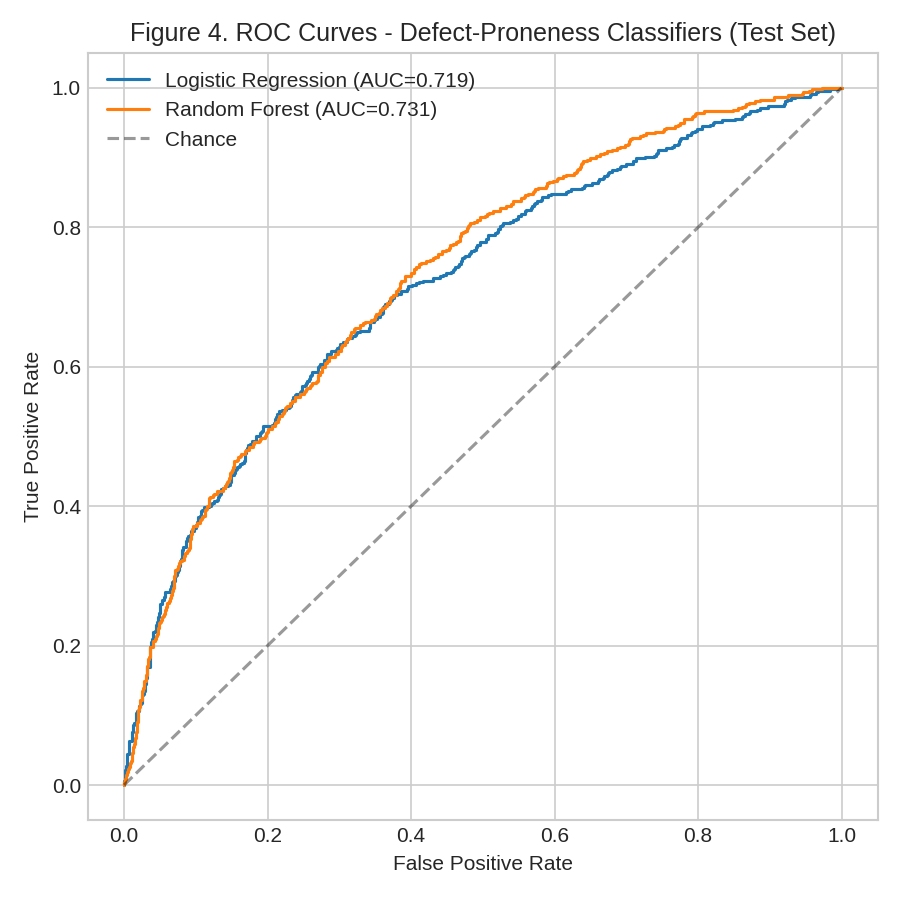 Figure 4. ROC Curves - Defect-Proneness Classifiers (Test Set)
Logistic Regression (AUC=0.719)
Random Forest (AUC=0.731)
Chance
1.0
0.8
0.6
0.4
0.2
0.0
True Positive Rate
0.0 0.2 0.4 0.6 0.8 1.0
False Positive Rate